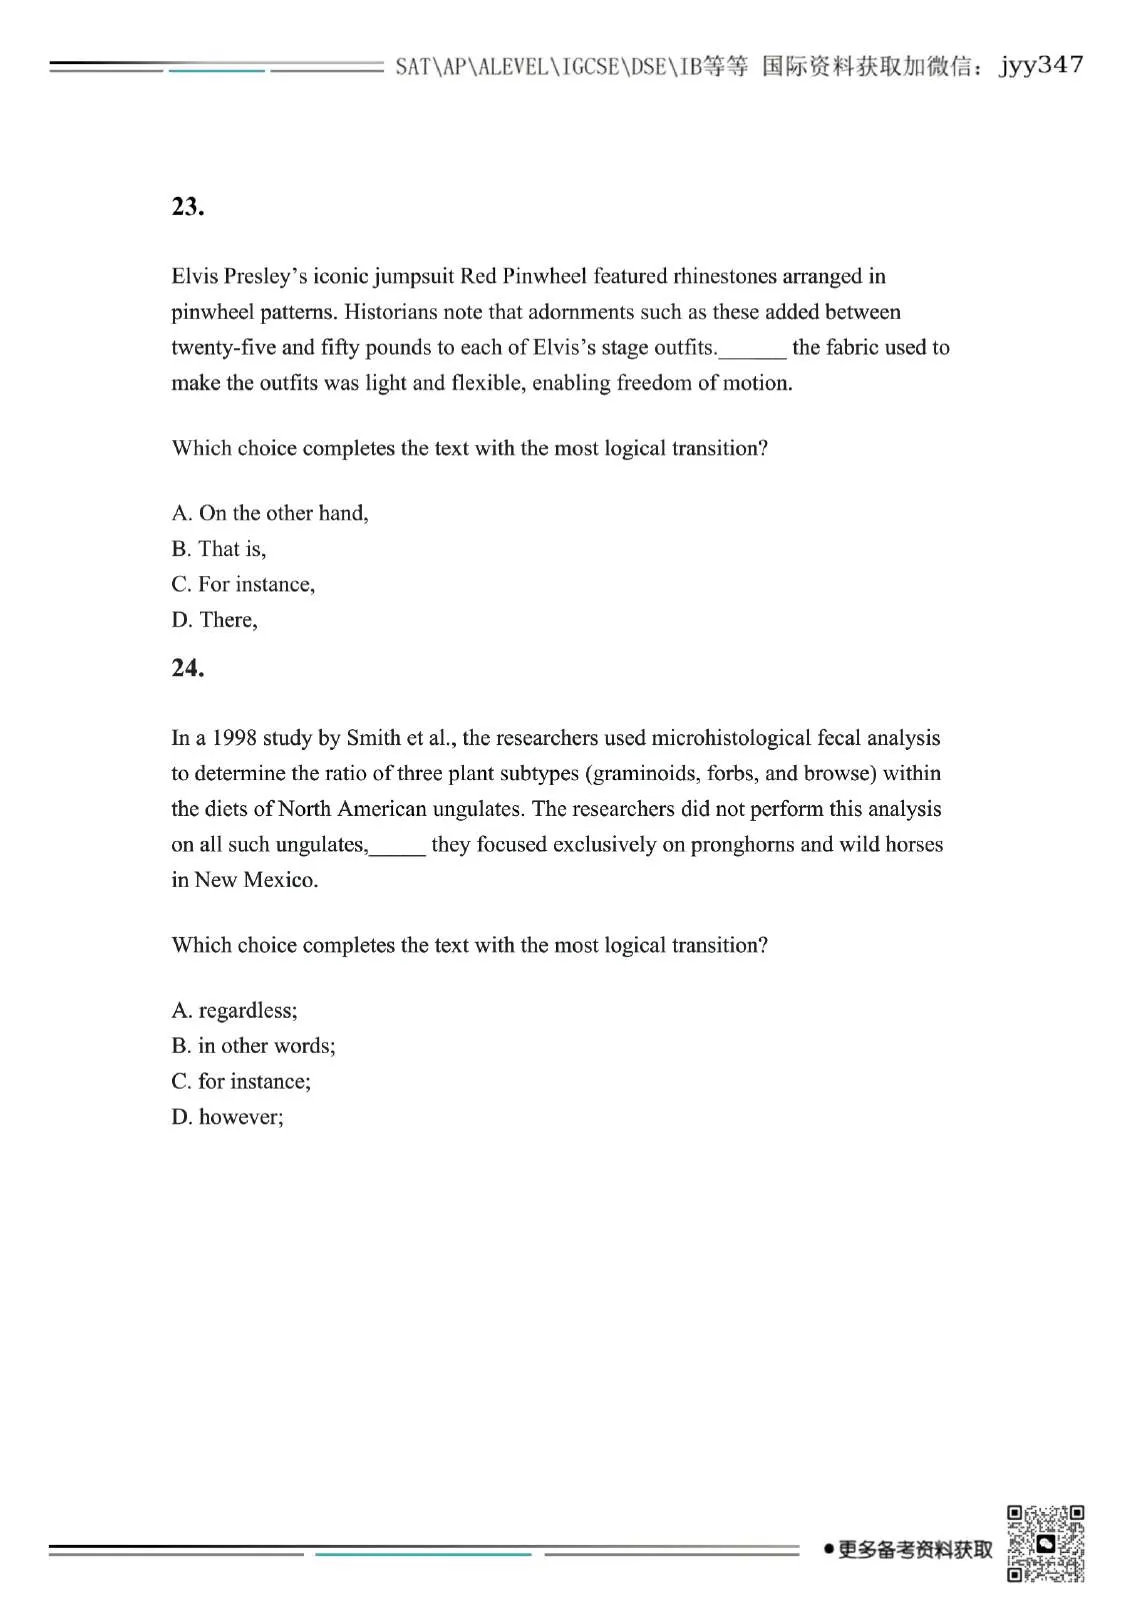 SAT\AP\ALEVEL\IGCSE\DSE\IB等等 国际资料获取加微信：jyy347
23.
Elvis Presley’s iconic jumpsuit Red Pinwheel featured rhinestones arranged in
pinwheel patterns. Historians note that adornments such as these added between
twenty-five and fifty pounds to each of Elvis’s stage outfits.______ the fabric used to
make the outfits was light and flexible, enabling freedom of motion.
Which choice completes the text with the most logical transition?
A. On the other hand,
B. That is,
C. For instance,
D. There,
24.
In a 1998 study by Smith et al., the researchers used microhistological fecal analysis
to determine the ratio of three plant subtypes (graminoids, forbs, and browse) within
the diets of North American ungulates. The researchers did not perform this analysis
on all such ungulates,_____ they focused exclusively on pronghorns and wild horses
in New Mexico.
Which choice completes the text with the most logical transition?
A. regardless;
B. in other words;
C. for instance;
D. however;
●更多备考资料获取